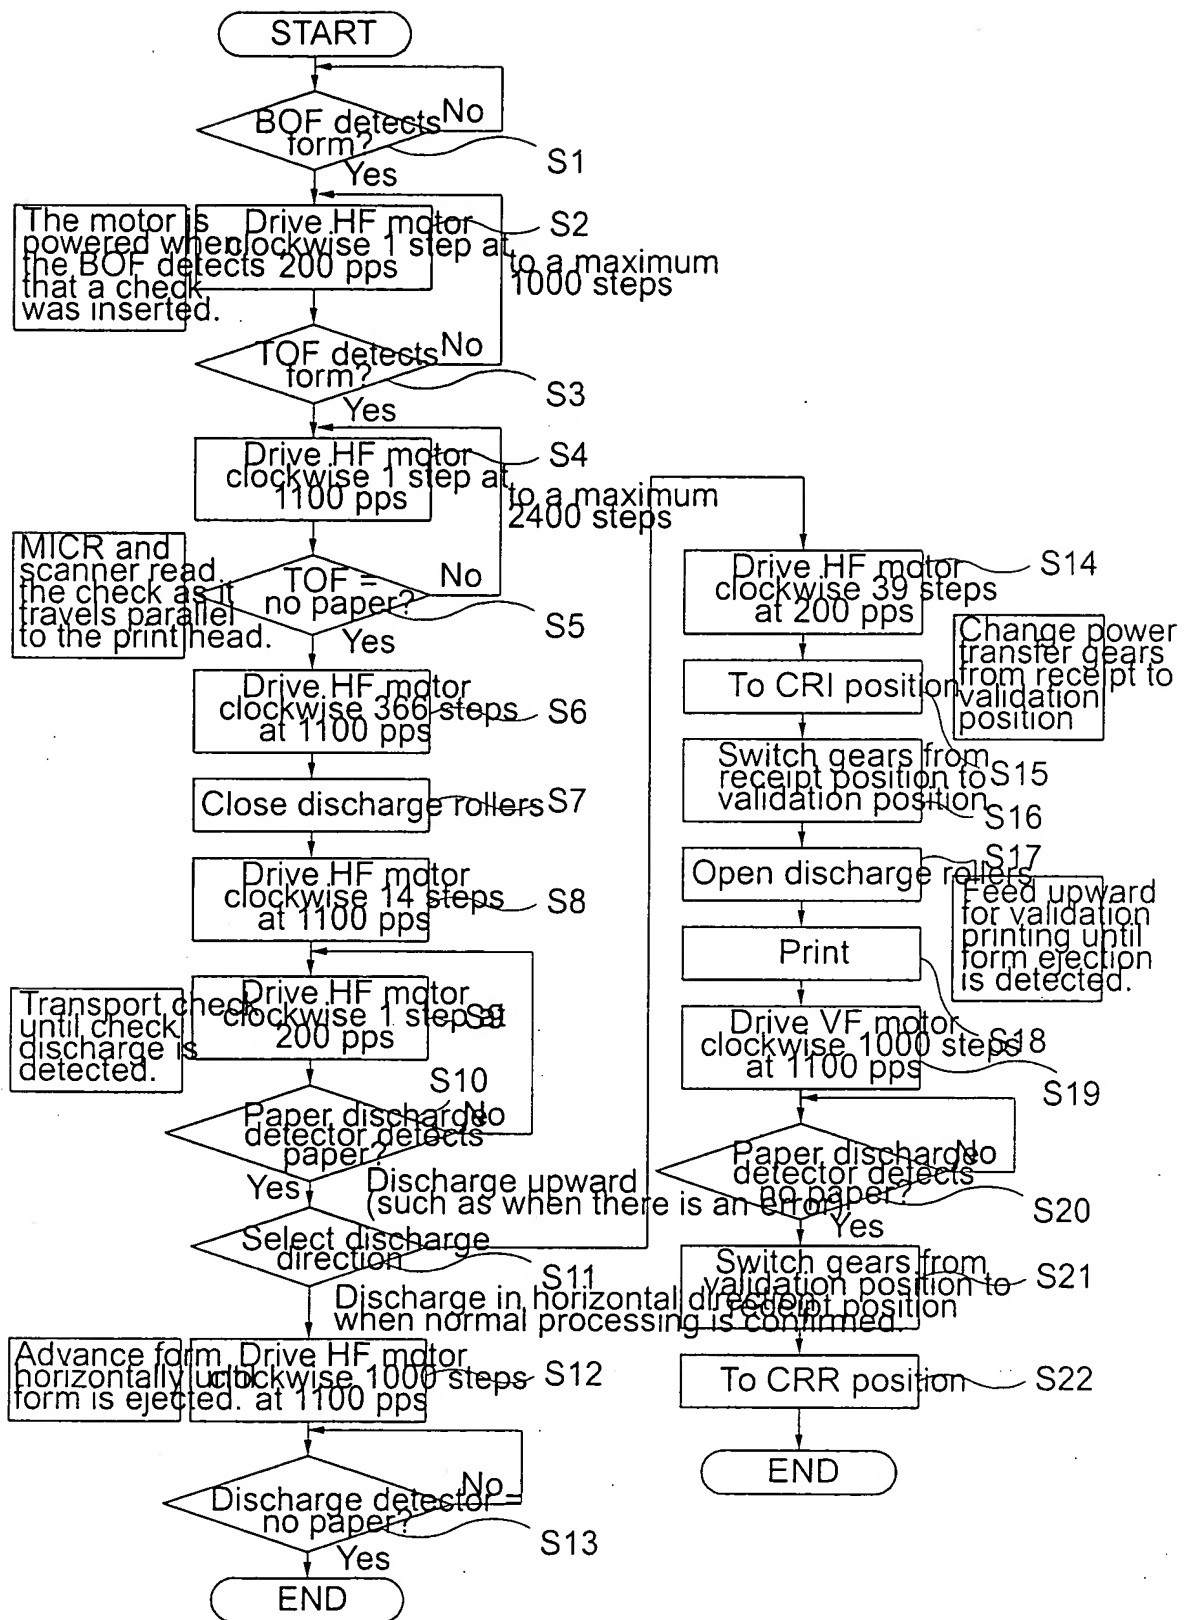 START
BOF detects
form?
No
S1
Yes
The motor is
powered when
the BOF detects
that a check
was inserted.
Drive HF motor
clockwise 1 step at
200 pps
S2
to a maximum
1000 steps
TOF detects
form?
No
S3
Yes
Drive HF motor
clockwise 1 step at
1100 pps
S4
to a maximum
2400 steps
MICR and
scanner read
the check as it
travels parallel
to the print head.
TOF =
no paper?
No
S5
Yes
Drive HF motor
clockwise 366 steps
at 1100 pps
S6
Close discharge rollers
S7
Drive HF motor
clockwise 14 steps
at 1100 pps
S8
Transport check
until check
discharge is
detected.
Drive HF motor
clockwise 1 step at
200 pps
S9
S10
Paper discharge
detector detects
paper?
No
Yes
Discharge upward
(such as when there is an error)
Select discharge
direction
S11
Discharge in horizontal direction
when normal processing is confirmed.
Advance form
horizontally until
form is ejected.
Drive HF motor
clockwise 1000 steps
at 1100 pps
S12
Discharge detector =
no paper?
No
S13
Yes
END
Drive HF motor
clockwise 39 steps
at 200 pps
S14
Change power
transfer gears
from receipt to
validation
position
To CRI position
S15
Switch gears from
receipt position to
validation position
S16
S17
Open discharge rollers
Feed upward
for validation
printing until
form ejection
is detected.
Print
S18
Drive VF motor
clockwise 1000 steps
at 1100 pps
S19
Paper discharge
detector detects
no paper?
No
S20
Yes
Switch gears from
validation position to
receipt position
S21
To CRR position
S22
END